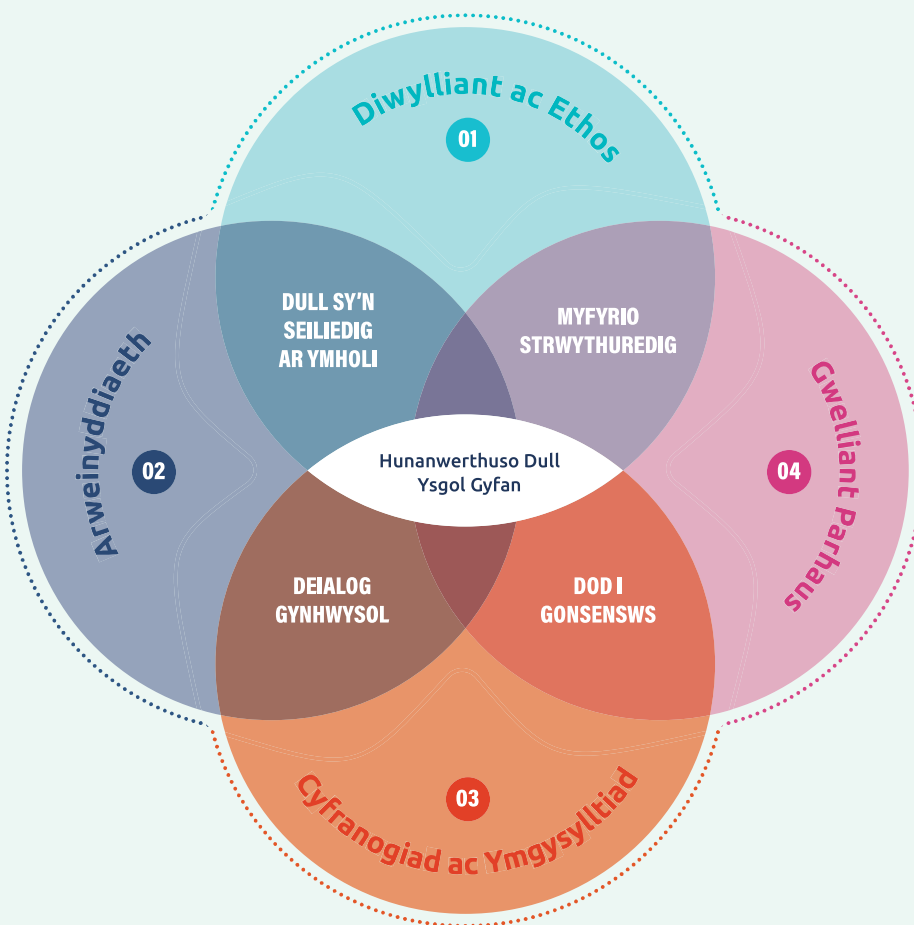 Diwylliant ac Ethos
01
DULL SY'N
SEILIEDIG
AR YMHOLI
MYFYRIO
STRWYTHUREDIG
Arweinyddiaeth
02
Hunanwerthuso Dull
Ysgol Gyfan
04
Gwelliant Parhaus
DEIALOG
GYNHWYSOL
DOD I
GONSENSWS
03
Cyfranogiad ac Ymgysylltiad